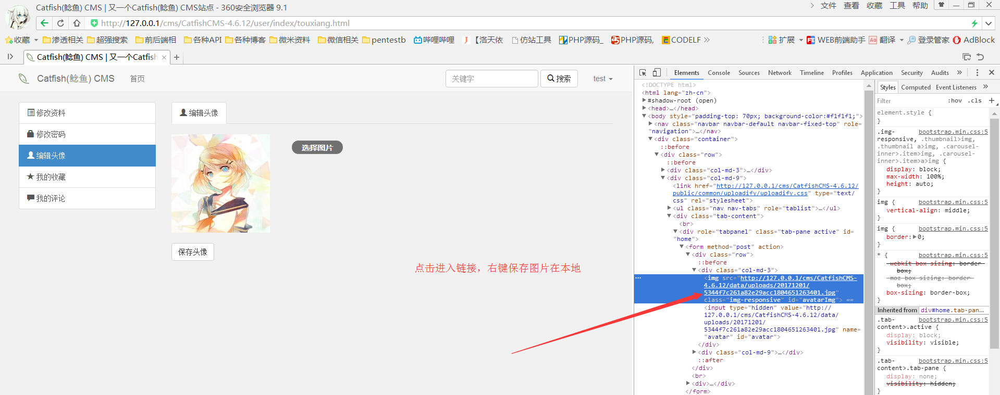 Catfish(鲶鱼) CMS | 又一个Catfish(鲶鱼) CMS站点 - 360安全浏览器 9.1
文件 查看 收藏 工具 帮助
http://127.0.0.1/cms/CatfishCMS-4.6.12/user/index/touxiang.html
收藏 渗透相关 超强搜索 前后端相 各种API 各种博客 微米资料 微信相关 pentestb 哔哩哔哩 【洛天依 仿站工具 PHP源码_ PHP源码, CODELF 扩展 WEB前端助手 翻译 登录管家 AdBlock
Catfish(鲶鱼) CMS | 又一个Catfish
Catfish(鲶鱼) CMS 首页 关键字 搜索 test
修改资料
修改密码
编辑头像
我的收藏
我的评论
编辑头像
选择图片
保存头像
点击进入链接，右键保存图片在本地
Elements Console Sources Network Timeline Profiles Application Security Audits
<!DOCTYPE html>
<html lang="zh-cn">
#shadow-root (open)
<head>…</head>
<body style="padding-top: 70px; background-color:#f1f1f1;">
<nav class="navbar navbar-default navbar-fixed-top" role=
"navigation">…</nav>
<div class="container">
::before
<div class="row">
::before
<div class="col-md-3">…</div>
<div class="col-md-9">
<link href="http://127.0.0.1/cms/CatfishCMS-4.6.12/
public/common/uploadify/uploadify.css" type="text/
css" rel="stylesheet">
<ul class="nav nav-tabs" role="tablist">…</ul>
<div class="tab-content">
<br>
<div role="tabpanel" class="tab-pane active" id=
"home">
<form method="post" action>
<div class="row">
::before
<div class="col-md-3">
<img src="http://127.0.0.1/cms/CatfishCMS-
4.6.12/data/uploads/20171201/
5344f7c261a82e29acc1804651263401.jpg"
class="img-responsive" id="avatarImg"> ==
<input type="hidden" value="http://
127.0.0.1/cms/CatfishCMS-4.6.12/data/
uploads/20171201/
5344f7c261a82e29acc1804651263401.jpg" name=
"avatar" id="avatar">
</div>
<div class="col-md-9">…</div>
::after
</div>
<br>
<div>…</div>
</form>
Styles Computed Event Listeners
Filter :hov .cls +
element.style {
}
.img- bootstrap.min.css:5
responsive, .thumbnail>img,
.thumbnail a>img, .carousel-
inner>.item>img, .carousel-
inner>.item>a>img {
display: block;
max-width: 100%;
height: auto;
}
img { bootstrap.min.css:5
vertical-align: middle;
}
img { bootstrap.min.css:5
border: 0;
}
* { bootstrap.min.css:5
-webkit-box-sizing: border-
box;
-moz-box-sizing: border-
box;
box-sizing: border-box;
}
Inherited from div#home.tab-pan…
.tab- bootstrap.min.css:5
content>.active {
display: block;
visibility: visible;
}
.tab- bootstrap.min.css:5
content>.tab-pane {
display: none;
visibility: hidden;
}